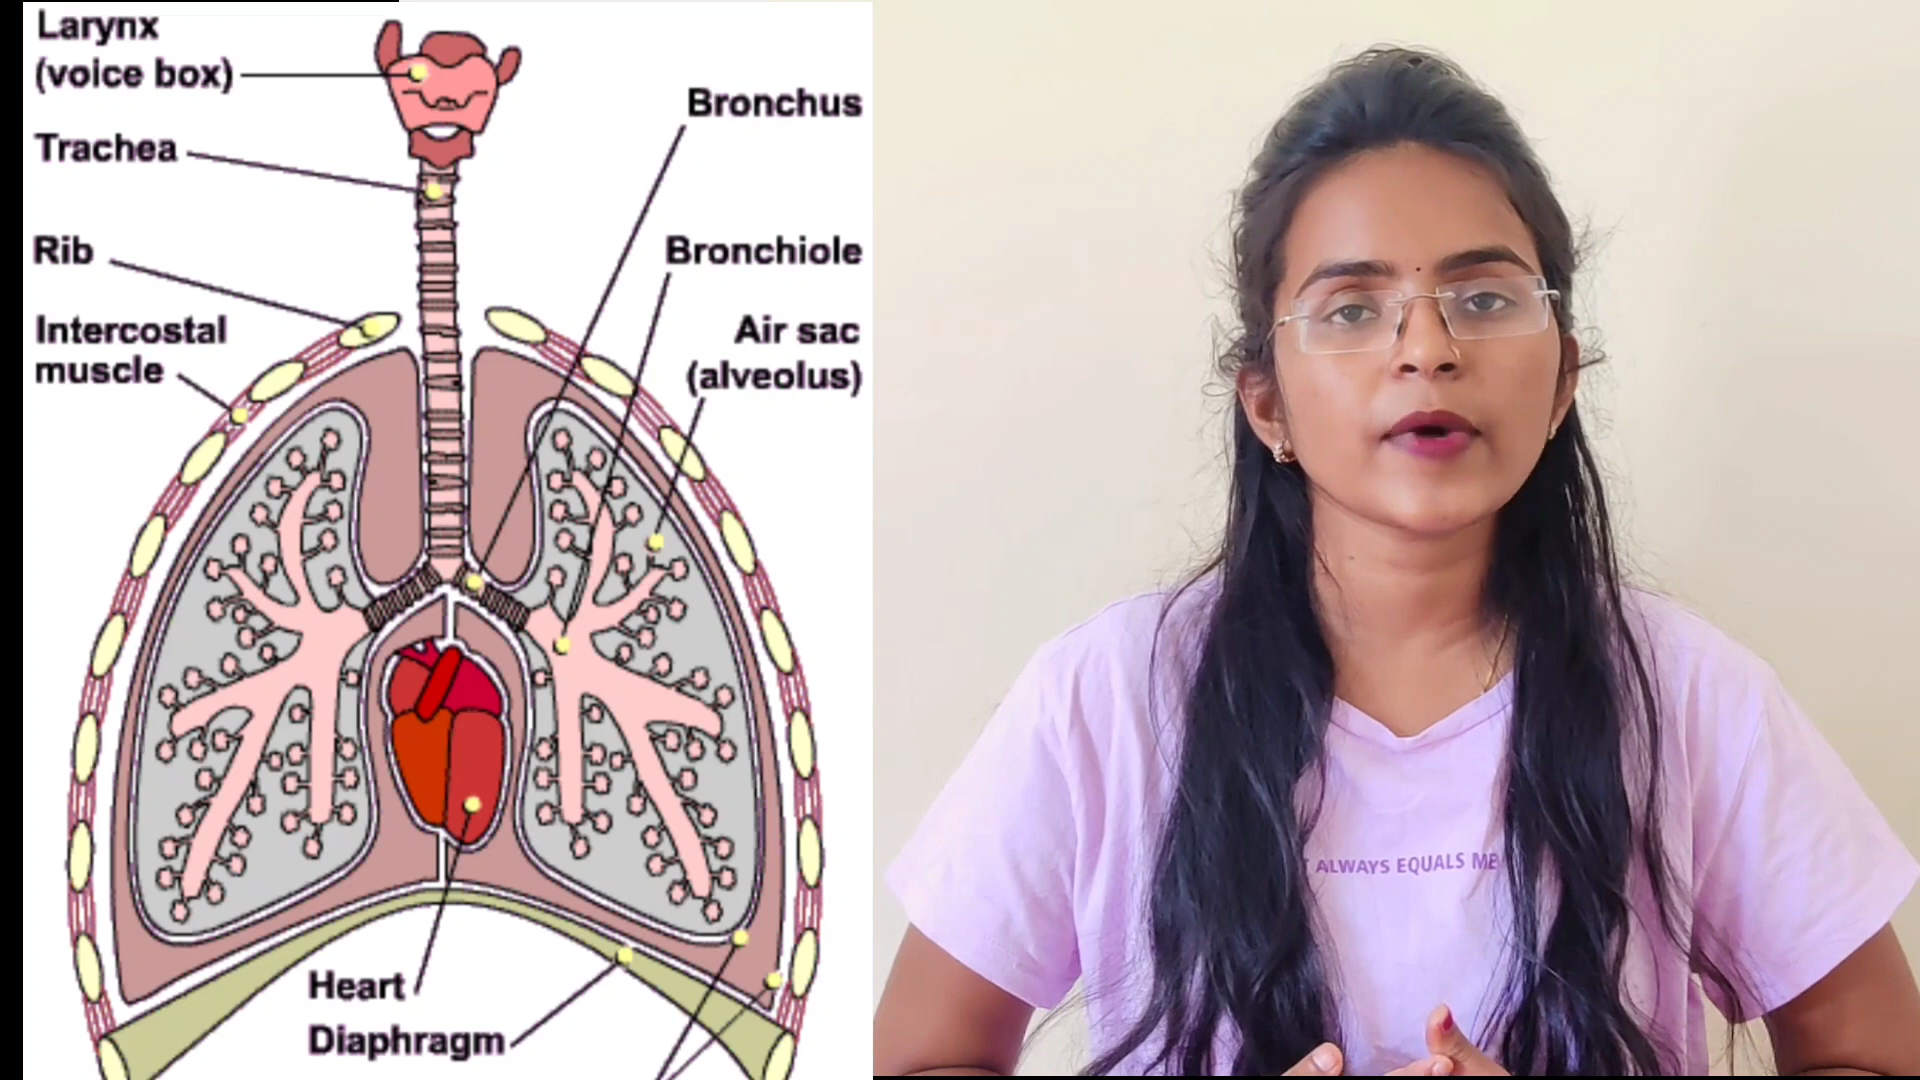 Larynx
(voice box)
Trachea
Rib
Intercostal
muscle
Bronchus
Bronchiole
Air sac
(alveolus)
Heart
Diaphragm
ALWAYS EQUALS ME